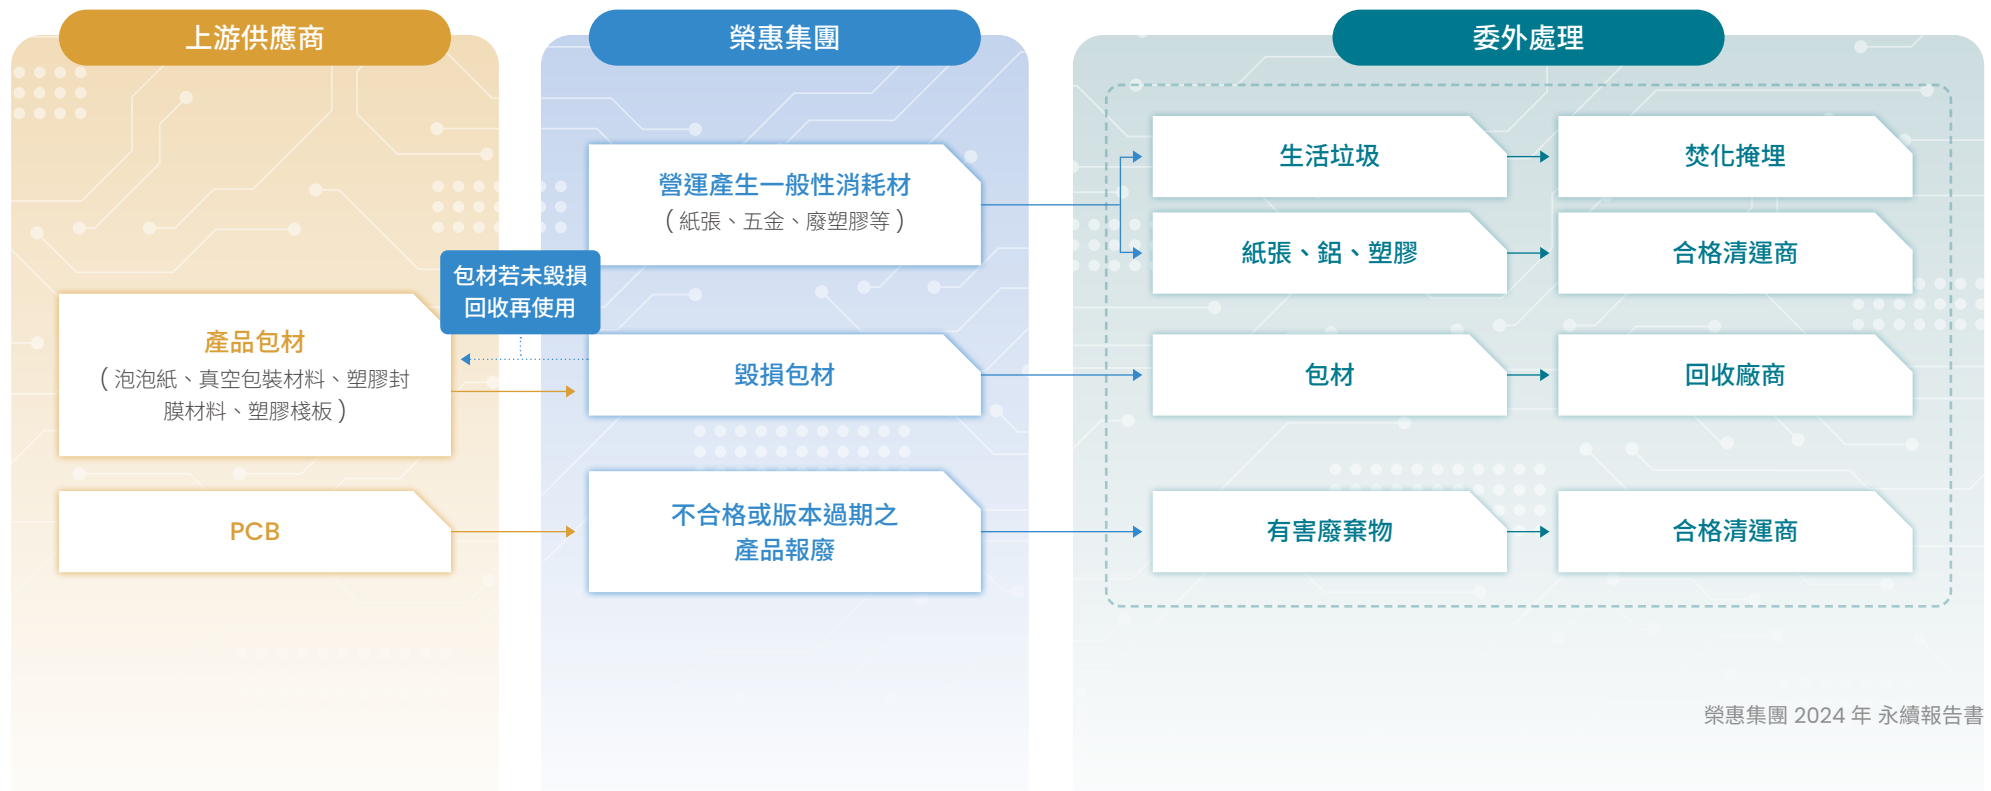 上游供應商
榮惠集團
委外處理
產品包材
( 泡泡紙、真空包裝材料、塑膠封
膜材料、塑膠棧板 )
PCB
包材若未毀損
回收再使用
營運產生一般性消耗材
( 紙張、五金、廢塑膠等 )
毀損包材
不合格或版本過期之
產品報廢
生活垃圾
焚化掩埋
紙張、鋁、塑膠
合格清運商
包材
回收廠商
有害廢棄物
合格清運商
榮惠集團 2024 年 永續報告書